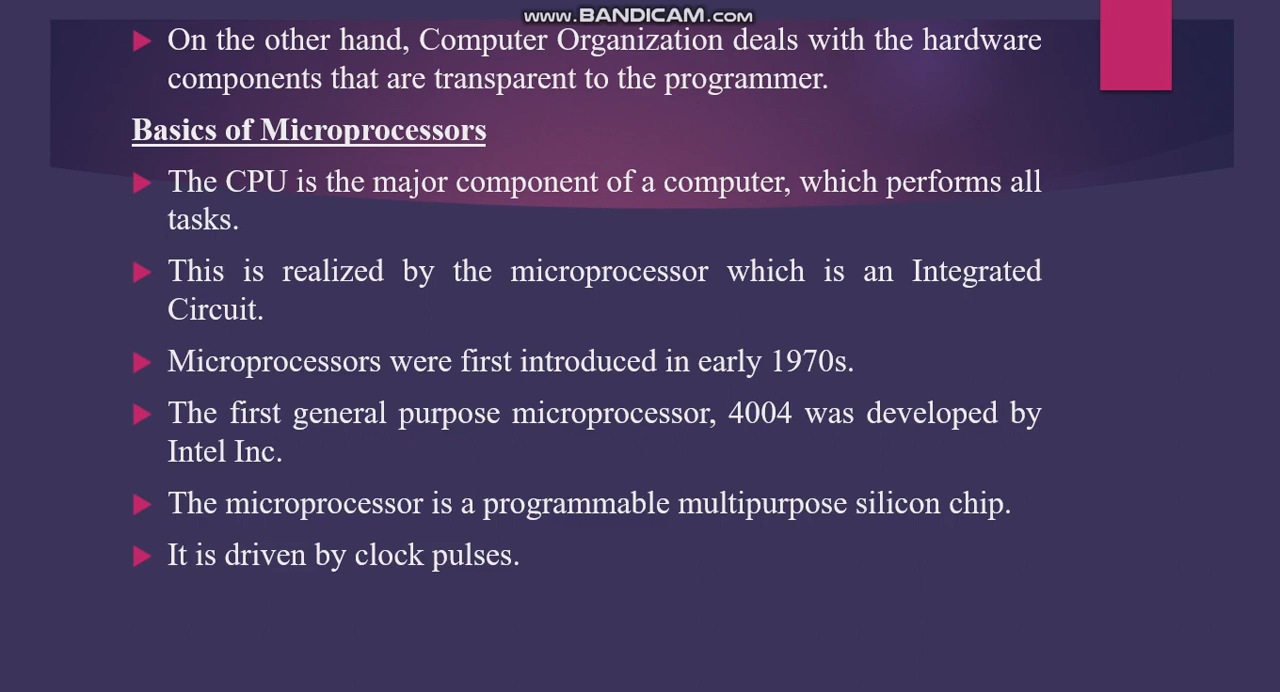 www.BANDICAM.com
On the other hand, Computer Organization deals with the hardware
components that are transparent to the programmer.
Basics of Microprocessors
The CPU is the major component of a computer, which performs all
tasks.
This is realized by the microprocessor which is an Integrated
Circuit.
Microprocessors were first introduced in early 1970s.
The first general purpose microprocessor, 4004 was developed by
Intel Inc.
The microprocessor is a programmable multipurpose silicon chip.
It is driven by clock pulses.